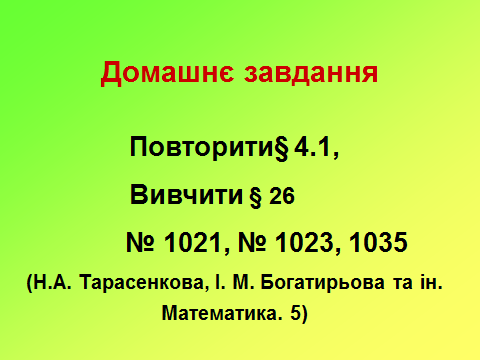 Домашнє завдання
Повторити§ 4.1,
Вивчити § 26
№ 1021, № 1023, 1035
(Н.А. Тарасенкова, І. М. Богатирьова та ін.
Математика. 5)